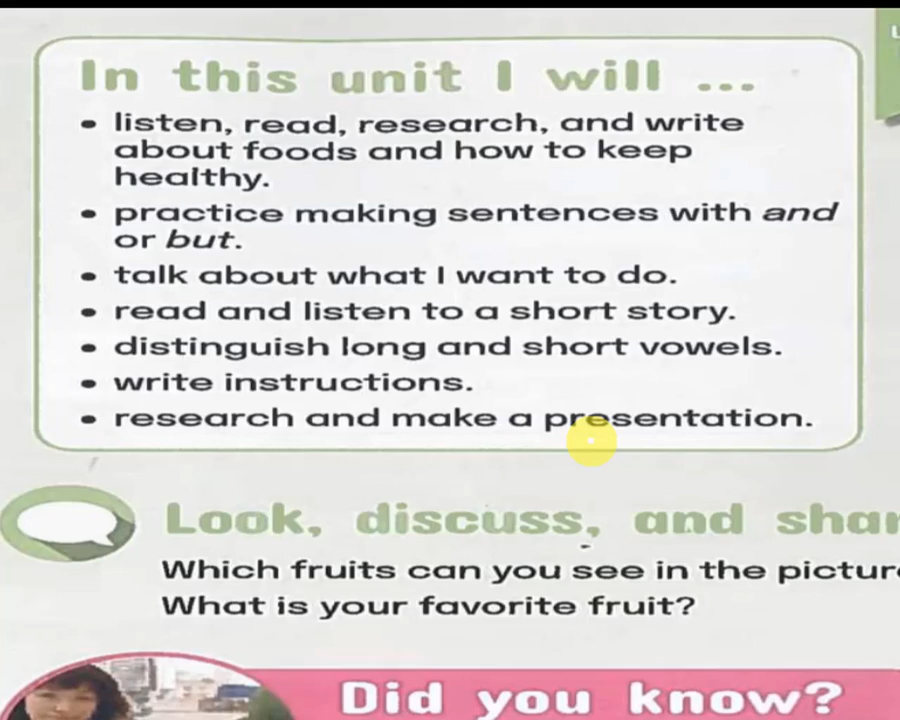 In this unit I will ...
• listen, read, research, and write
about foods and how to keep
healthy.
• practice making sentences with and
or but.
• talk about what I want to do.
• read and listen to a short story.
• distinguish long and short vowels.
• write instructions.
• research and make a presentation.
Look, discuss, and
Which fruits can you see in the
What is your favorite fruit?
Did you know?